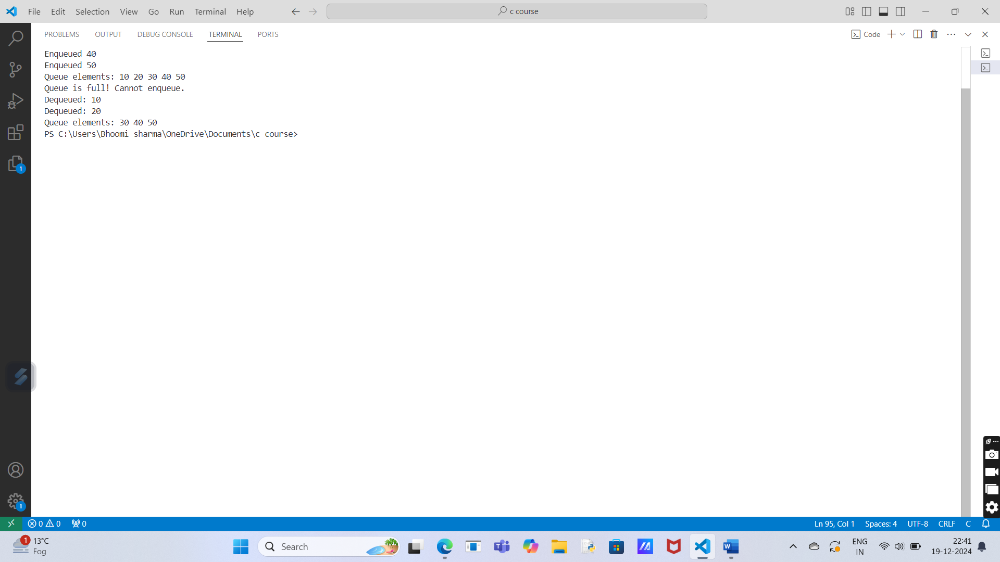 File Edit Selection View Go Run Terminal Help
c course
PROBLEMS OUTPUT DEBUG CONSOLE TERMINAL PORTS
Code
Enqueued 40
Enqueued 50
Queue elements: 10 20 30 40 50
Queue is full! Cannot enqueue.
Dequeued: 10
Dequeued: 20
Queue elements: 30 40 50
PS C:\Users\Bhoomi sharma\OneDrive\Documents\c course>
1
1
0 0 0
Ln 95, Col 1 Spaces: 4 UTF-8 CRLF C
1
13°C
Fog
Search
ENG
IN
22:41
19-12-2024